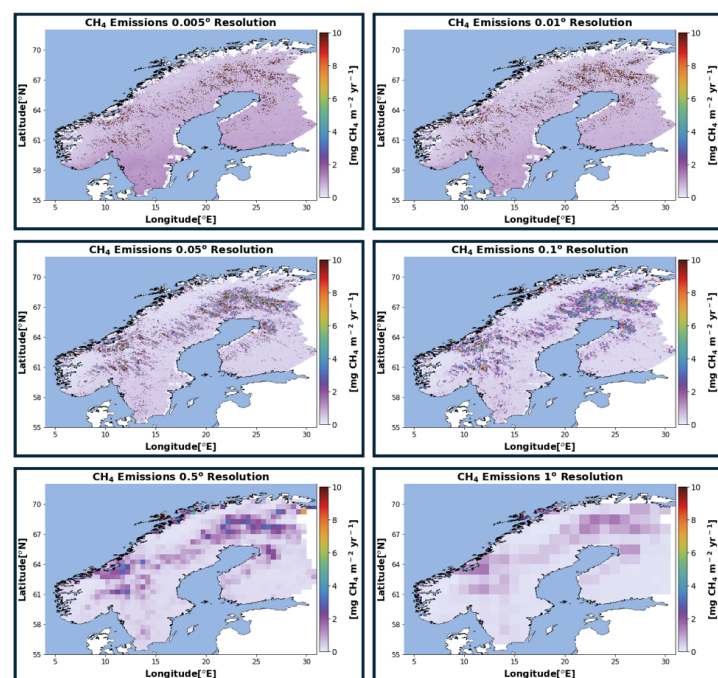 CH₄ Emissions 0.005° Resolution
Latitude[°N]
70
67
64
61
58
55
5 10 15 20 25 30
Longitude[°E]
10
8
6
4
2
0
[mg CH₄ m⁻² yr⁻¹]
CH₄ Emissions 0.01° Resolution
Latitude[°N]
70
67
64
61
58
55
5 10 15 20 25 30
Longitude[°E]
10
8
6
4
2
0
[mg CH₄ m⁻² yr⁻¹]
CH₄ Emissions 0.05° Resolution
Latitude[°N]
70
67
64
61
58
55
5 10 15 20 25 30
Longitude[°E]
10
8
6
4
2
0
[mg CH₄ m⁻² yr⁻¹]
CH₄ Emissions 0.1° Resolution
Latitude[°N]
70
67
64
61
58
55
5 10 15 20 25 30
Longitude[°E]
10
8
6
4
2
0
[mg CH₄ m⁻² yr⁻¹]
CH₄ Emissions 0.5° Resolution
Latitude[°N]
70
67
64
61
58
55
5 10 15 20 25 30
Longitude[°E]
10
8
6
4
2
0
[mg CH₄ m⁻² yr⁻¹]
CH₄ Emissions 1° Resolution
Latitude[°N]
70
67
64
61
58
55
5 10 15 20 25 30
Longitude[°E]
10
8
6
4
2
0
[mg CH₄ m⁻² yr⁻¹]